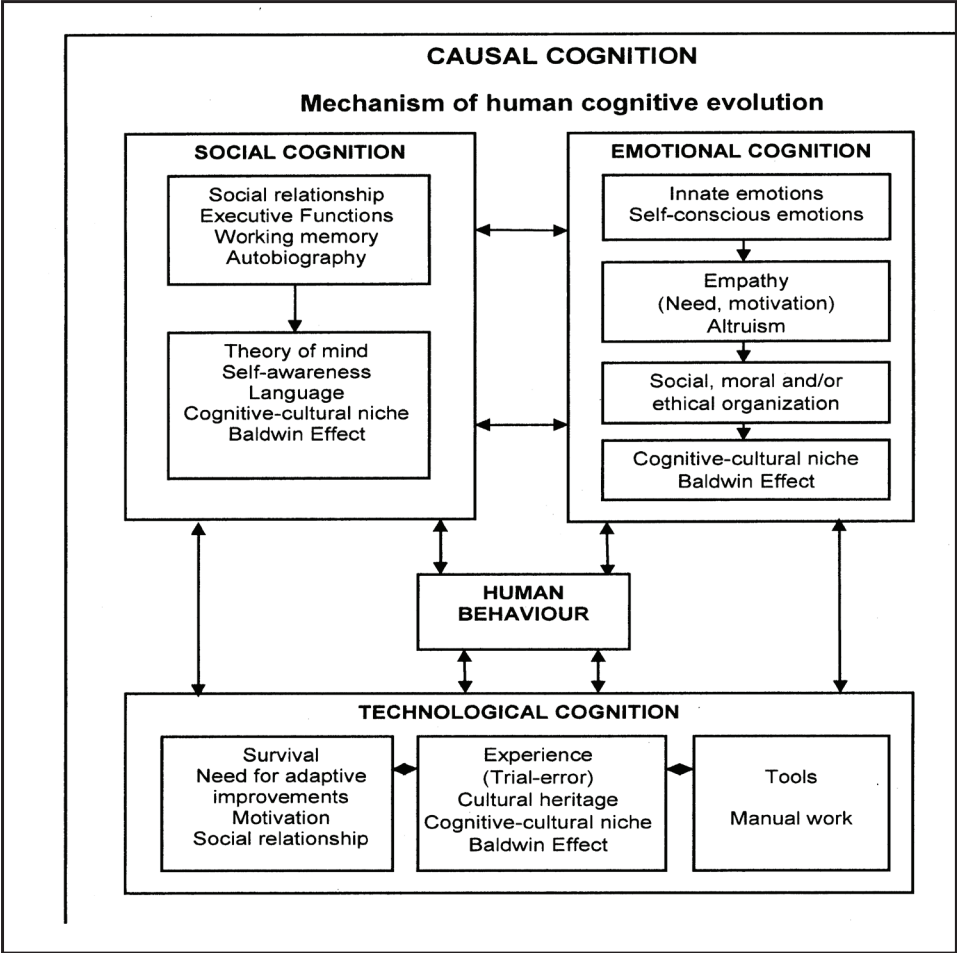 CAUSAL COGNITION
Mechanism of human cognitive evolution
SOCIAL COGNITION
Social relationship
Executive Functions
Working memory
Autobiography
Theory of mind
Self-awareness
Language
Cognitive-cultural niche
Baldwin Effect
EMOTIONAL COGNITION
Innate emotions
Self-conscious emotions
Empathy
(Need, motivation)
Altruism
Social, moral and/or
ethical organization
Cognitive-cultural niche
Baldwin Effect
HUMAN
BEHAVIOUR
TECHNOLOGICAL COGNITION
Survival
Need for adaptive
improvements
Motivation
Social relationship
Experience
(Trial-error)
Cultural heritage
Cognitive-cultural niche
Baldwin Effect
Tools
Manual work